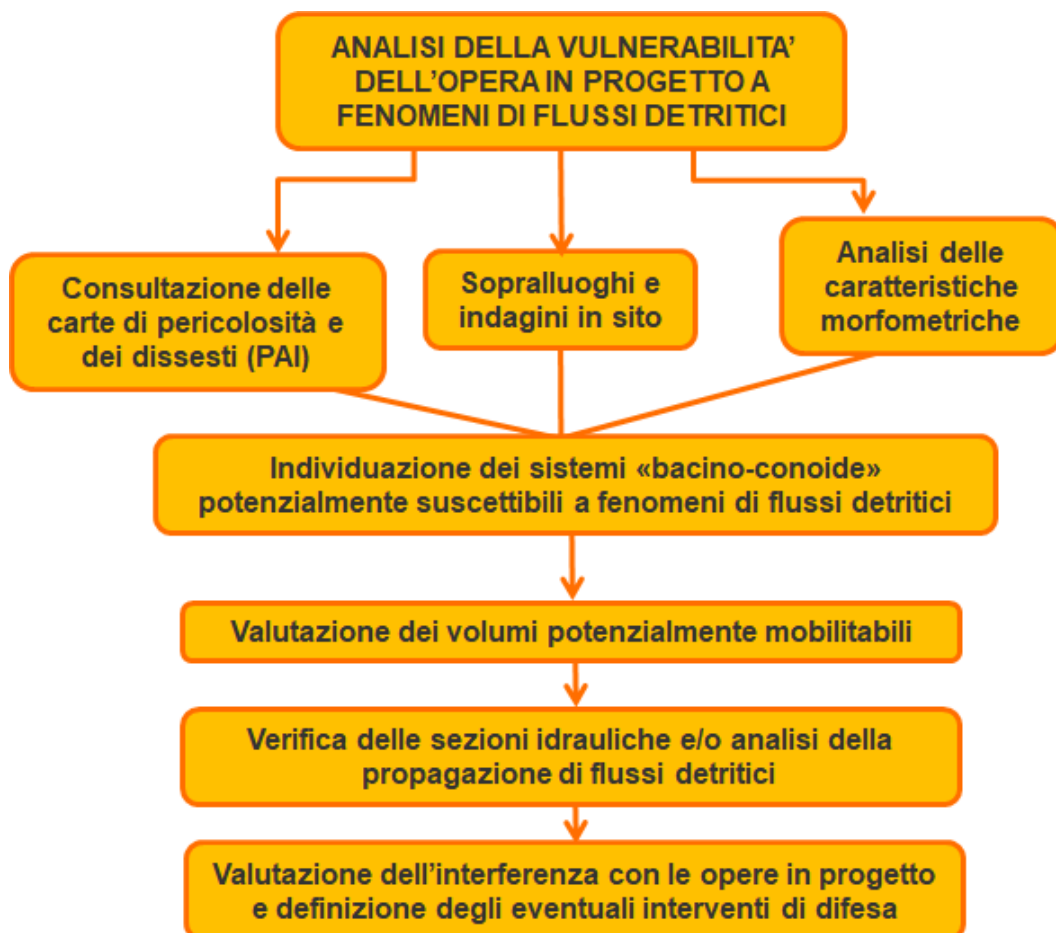 ANALISI DELLA VULNERABILITA’
DELL’OPERA IN PROGETTO A
FENOMENI DI FLUSSI DETRITICI
Consultazione delle
carte di pericolosità e
dei dissesti (PAI)
Sopralluoghi e
indagini in sito
Analisi delle
caratteristiche
morfometriche
Individuazione dei sistemi «bacino-conoide»
potenzialmente suscettibili a fenomeni di flussi detritici
Valutazione dei volumi potenzialmente mobilitabili
Verifica delle sezioni idrauliche e/o analisi della
propagazione di flussi detritici
Valutazione dell’interferenza con le opere in progetto
e definizione degli eventuali interventi di difesa